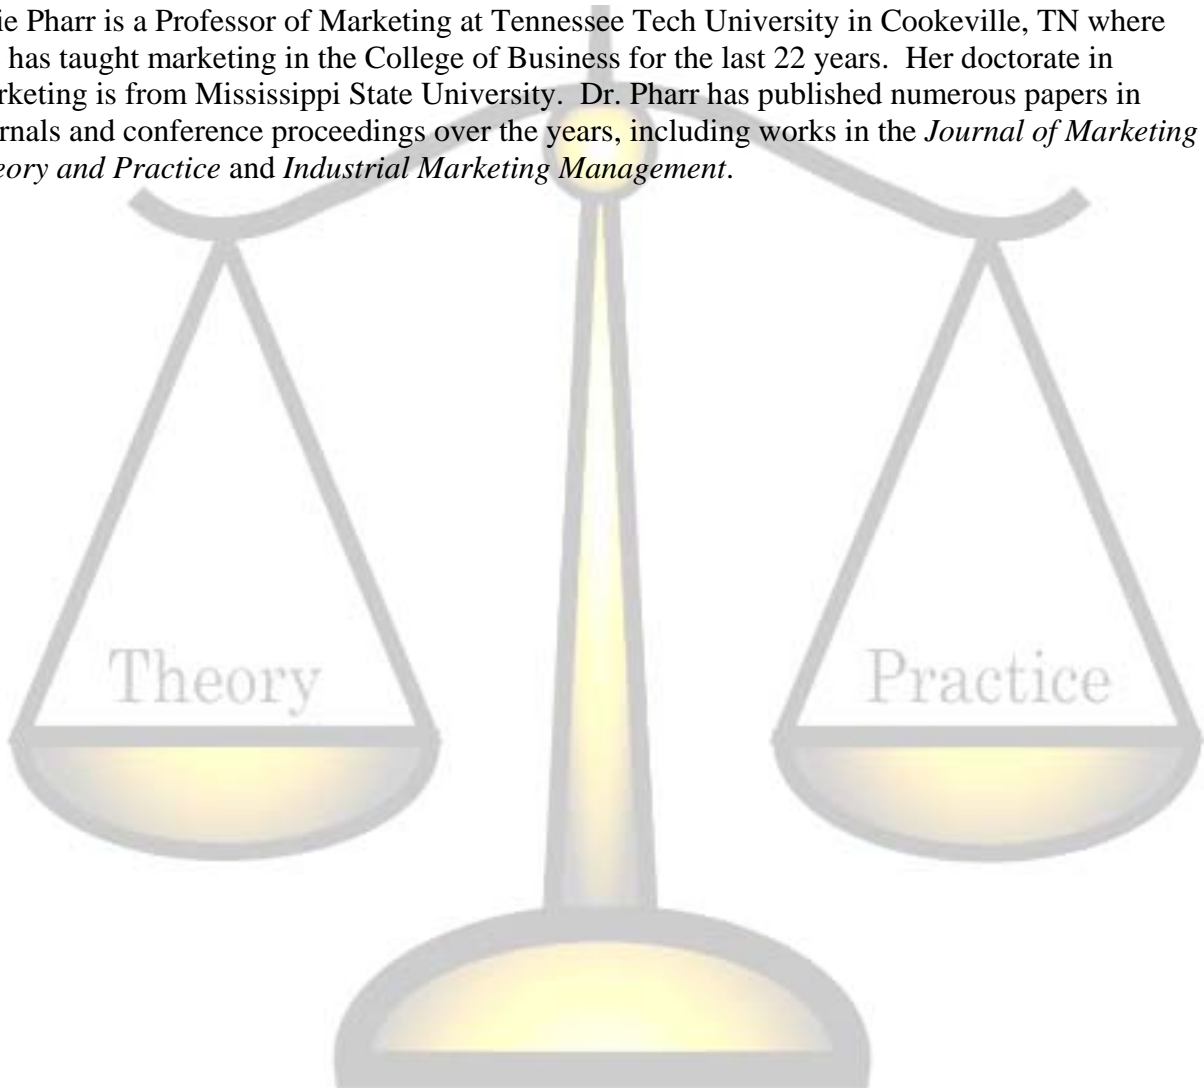 ie Pharr is a Professor of Marketing at Tennessee Tech University in Cookeville, TN where
has taught marketing in the College of Business for the last 22 years. Her doctorate in
rketing is from Mississippi State University. Dr. Pharr has published numerous papers in
rnals and conference proceedings over the years, including works in the Journal of Marketing
eory and Practice and Industrial Marketing Management.
Theory
Practice